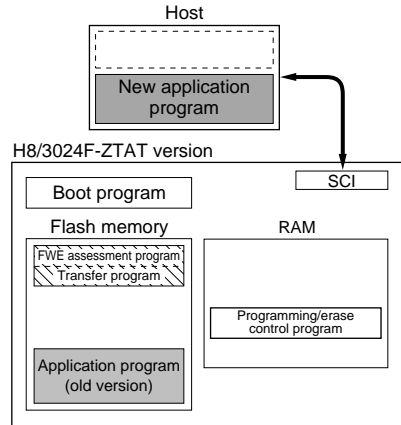 Host
New application
program
H8/3024F-ZTAT version
SCI
Boot program
Flash memory
RAM
FWE assessment program
Transfer program
Programming/erase
control program
Application program
(old version)